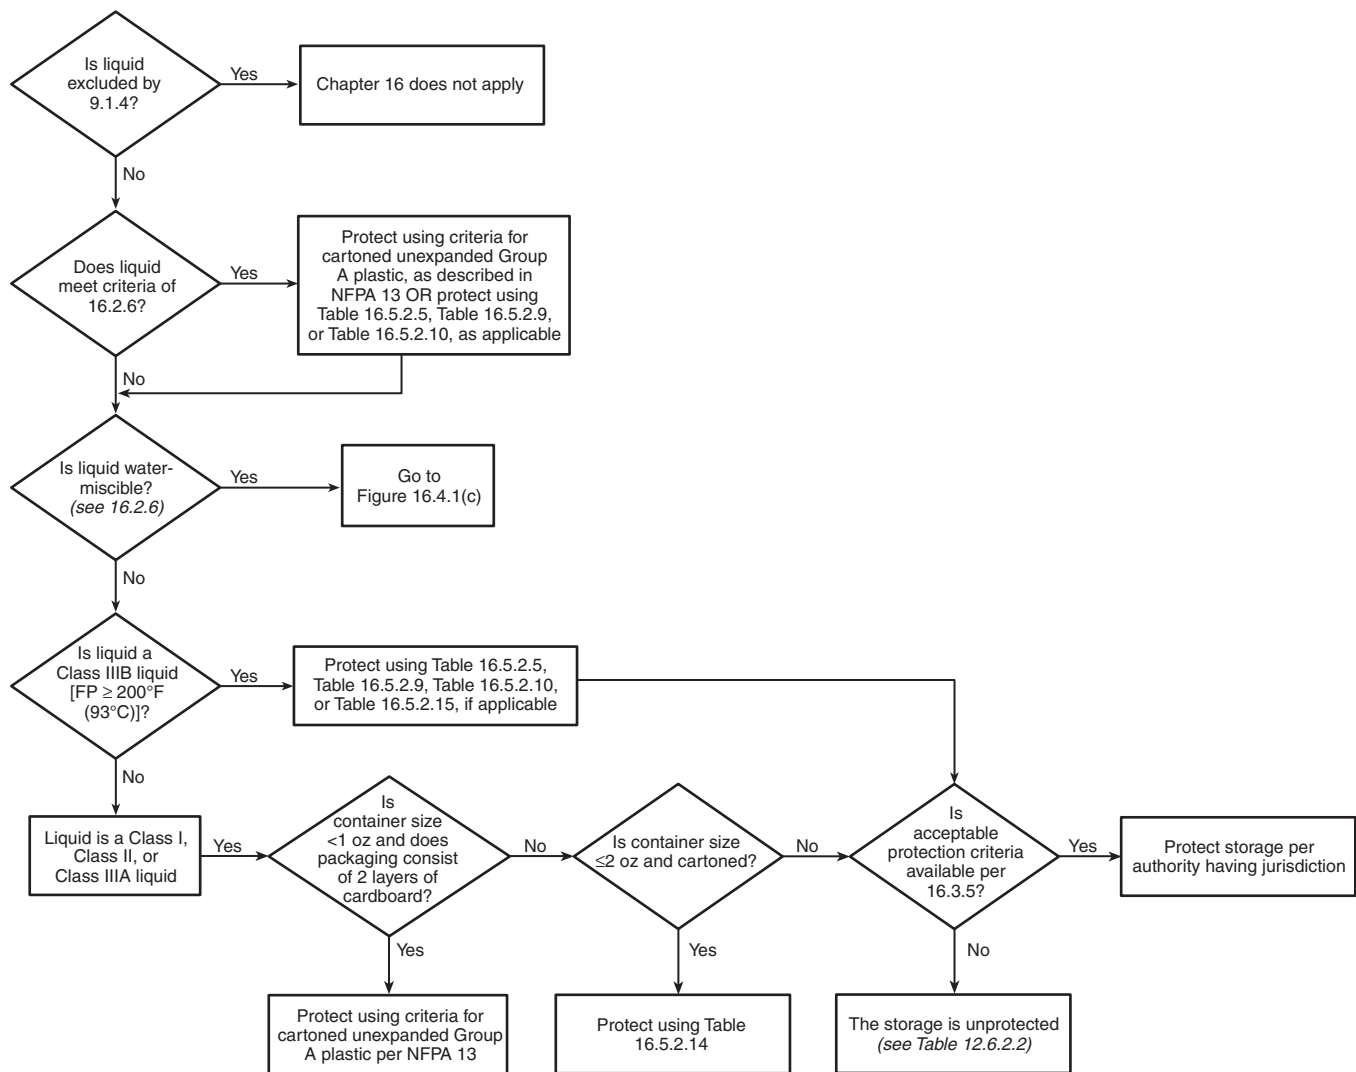 Is liquid
excluded by
9.1.4?
Yes
Chapter 16 does not apply
No
Does liquid
meet criteria of
16.2.6?
Yes
Protect using criteria for
cartoned unexpanded Group
A plastic, as described in
NFPA 13 OR protect using
Table 16.5.2.5, Table 16.5.2.9,
or Table 16.5.2.10, as applicable
No
Is liquid water-
miscible?
(see 16.2.6)
Yes
Go to
Figure 16.4.1(c)
No
Is liquid a
Class IIIB liquid
[FP ≥ 200°F
(93°C)]?
Yes
Protect using Table 16.5.2.5,
Table 16.5.2.9, Table 16.5.2.10,
or Table 16.5.2.15, if applicable
No
Liquid is a Class I,
Class II, or
Class IIIA liquid
Yes
Is
container size
<1 oz and does
packaging consist
of 2 layers of
cardboard?
No
Is container size
≤2 oz and cartoned?
No
Is
acceptable
protection criteria
available per
16.3.5?
Yes
Protect storage per
authority having jurisdiction
Yes
Yes
No
Protect using criteria for
cartoned unexpanded Group
A plastic per NFPA 13
Protect using Table
16.5.2.14
The storage is unprotected
(see Table 12.6.2.2)